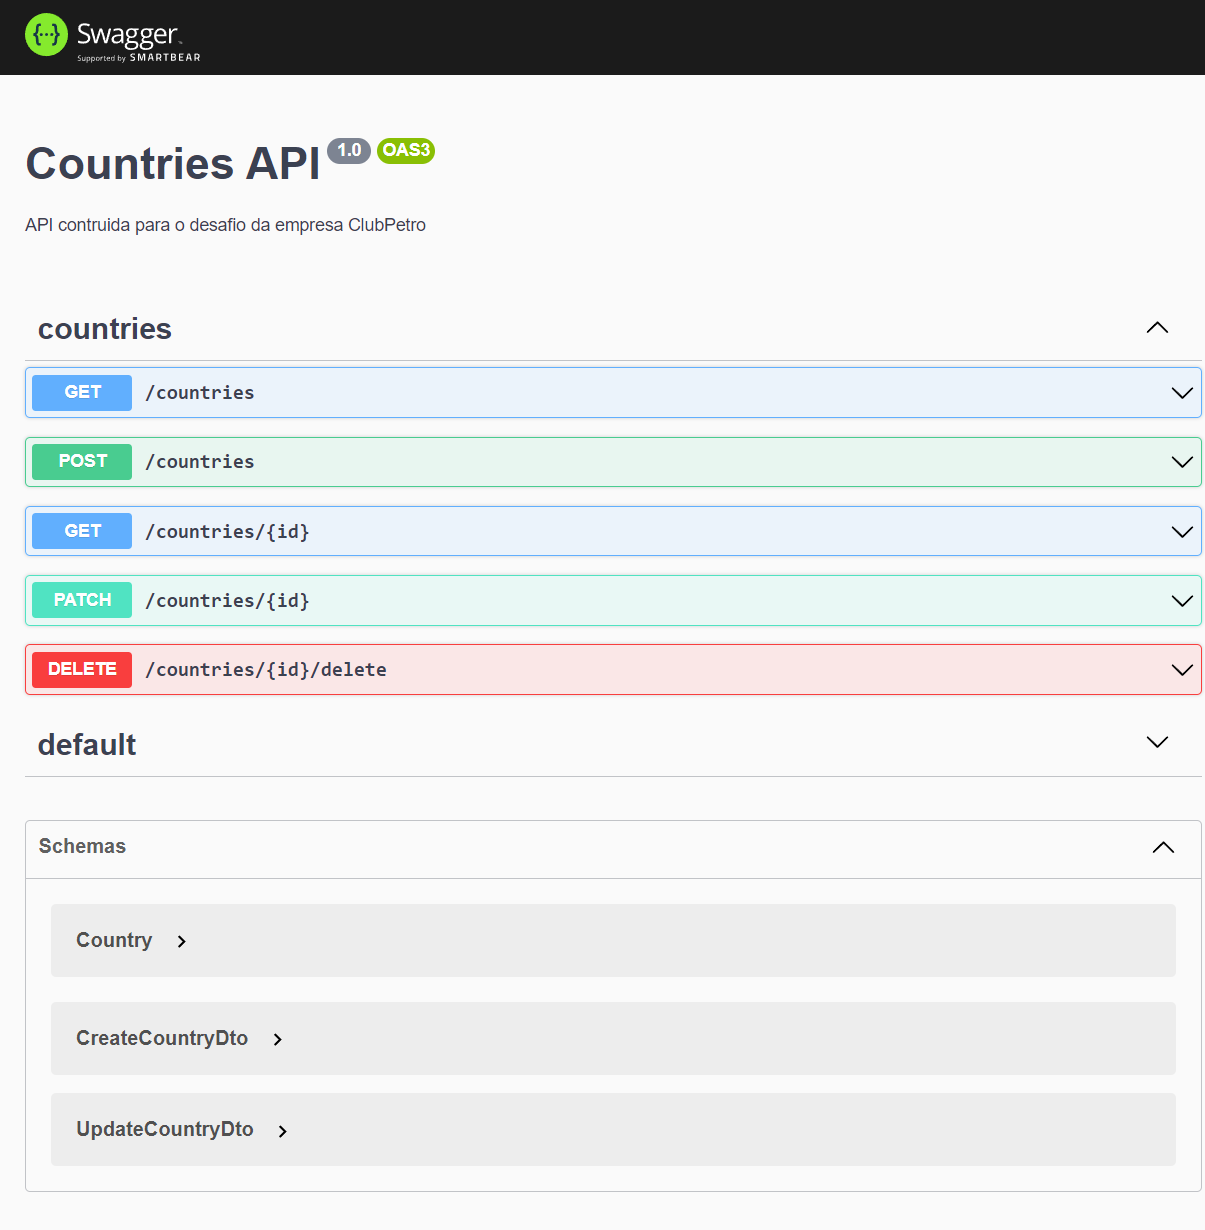 Swagger
Supported by SMARTBEAR
Countries API 1.0 OAS3
API contruida para o desafio da empresa ClubPetro
countries
GET /countries
POST /countries
GET /countries/{id}
PATCH /countries/{id}
DELETE /countries/{id}/delete
default
Schemas
Country
CreateCountryDto
UpdateCountryDto